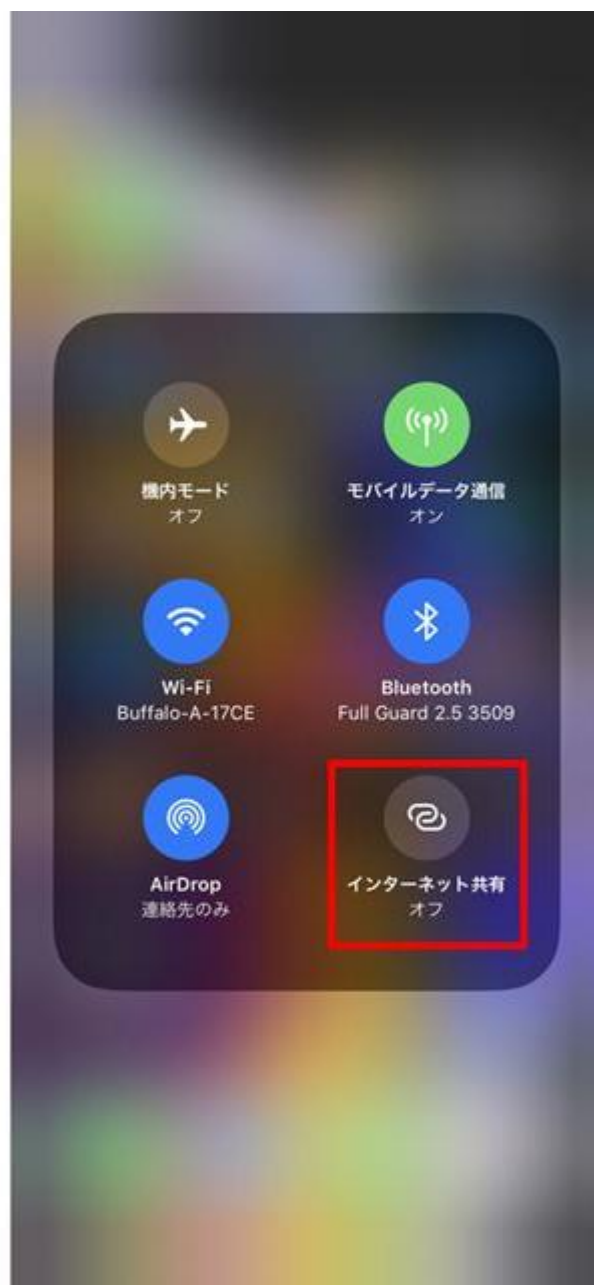 機内モード
オフ
モバイルデータ通信
オン
Wi-Fi
Buffalo-A-17CE
Bluetooth
Full Guard 2.5 3509
AirDrop
連絡先のみ
インターネット共有
オフ